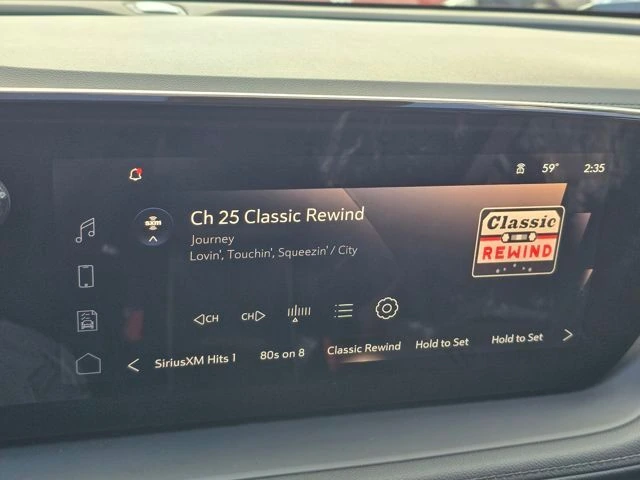 59° 2:35
sxm
Ch 25 Classic Rewind
Journey
Lovin', Touchin', Squeezin' / City
Classic
REWIND
CH CH
SiriusXM Hits 1 80s on 8 Classic Rewind Hold to Set Hold to Set